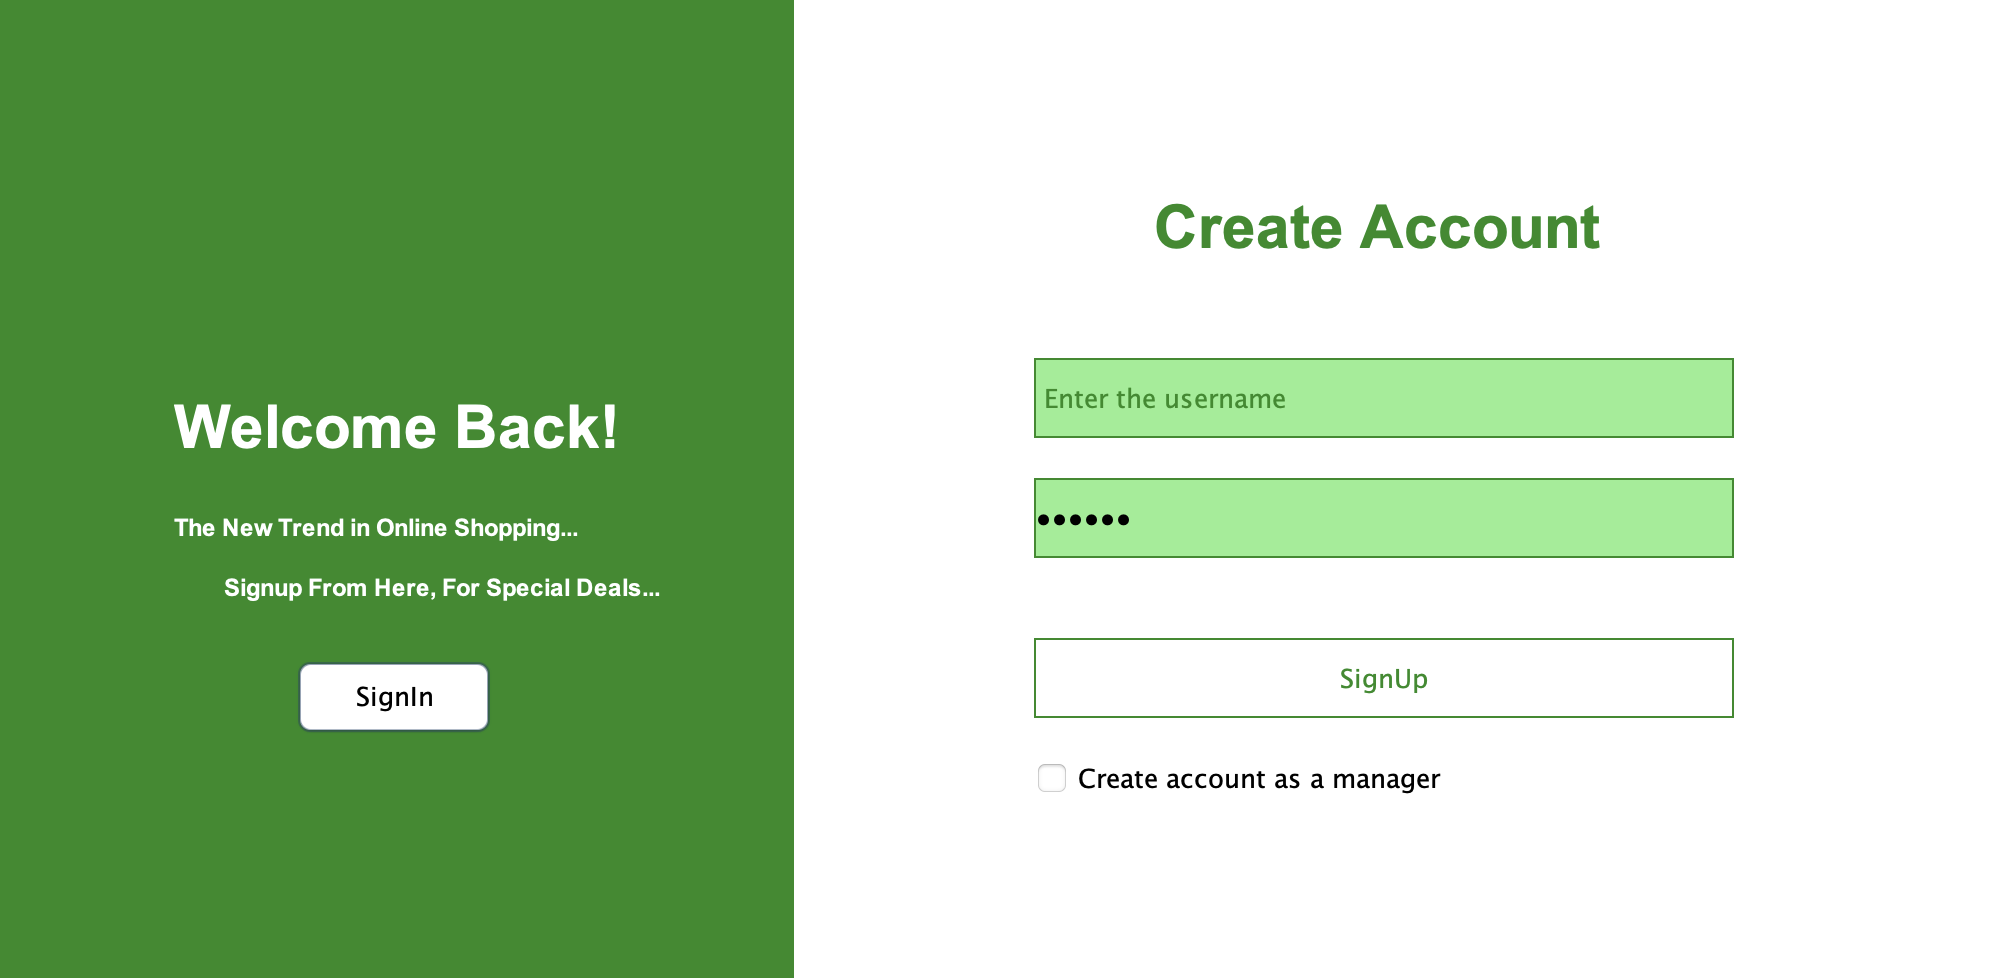 Welcome Back!
The New Trend in Online Shopping...
Signup From Here, For Special Deals...
SignIn
Create Account
Enter the username
••••••
SignUp
Create account as a manager